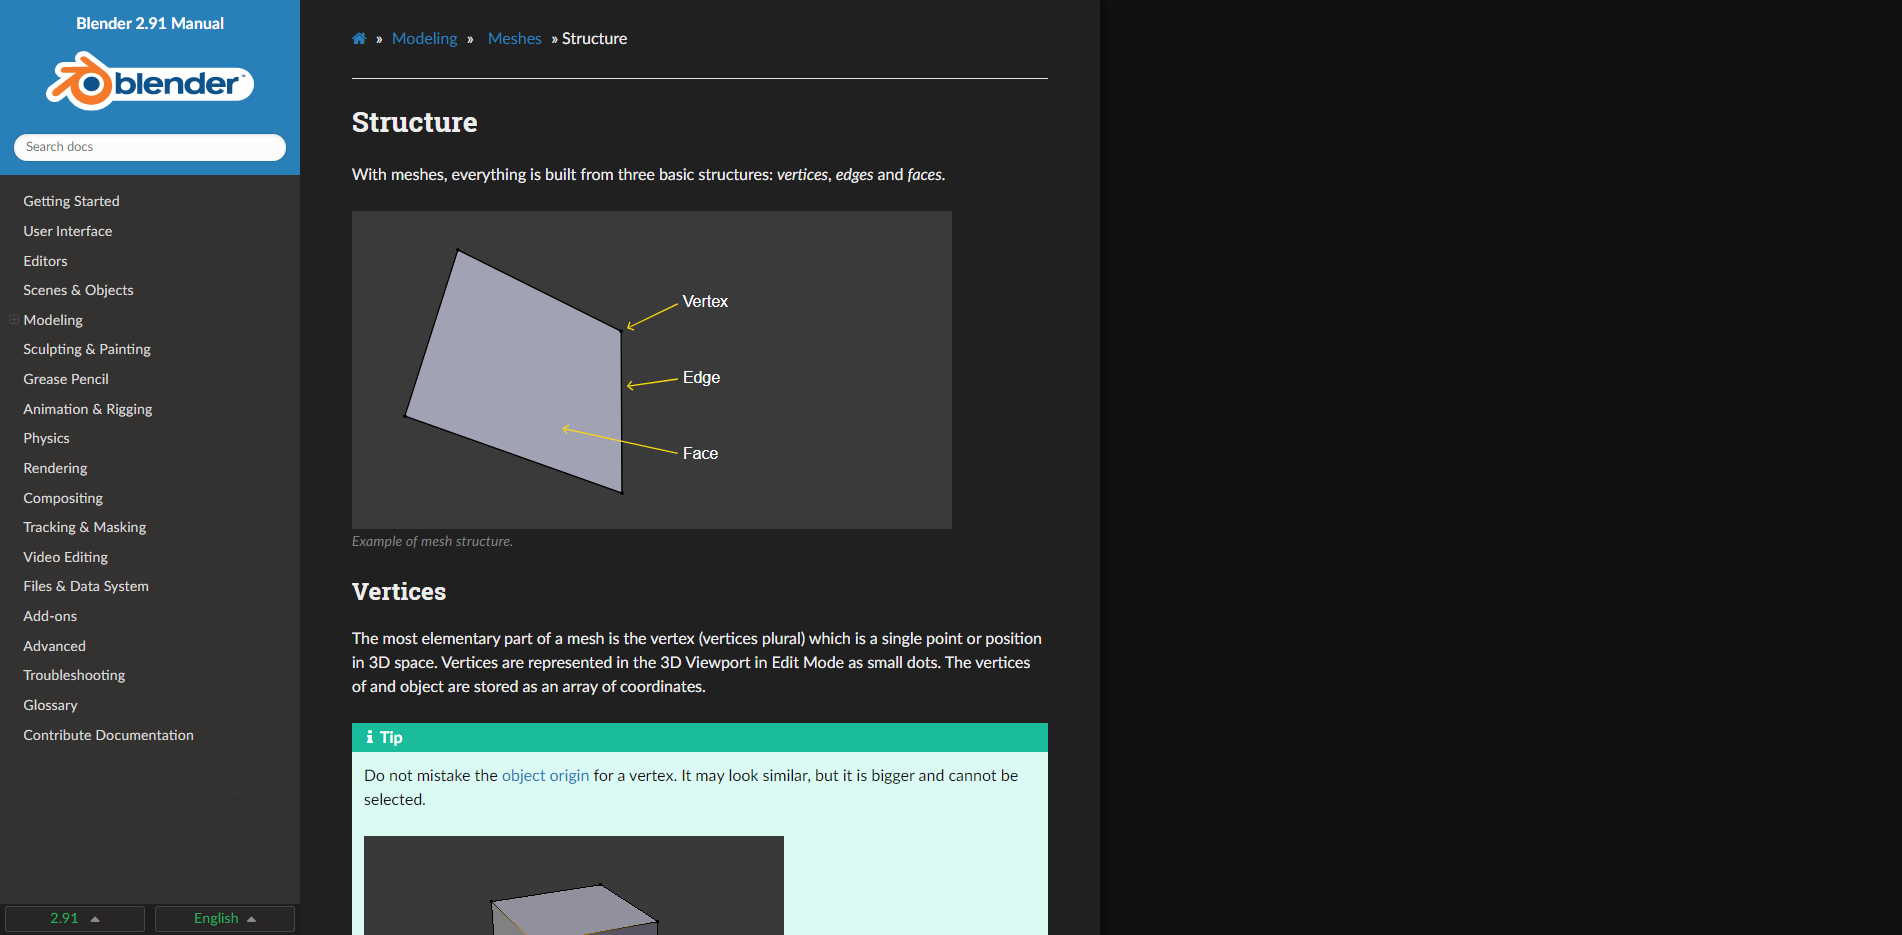 Blender 2.91 Manual
blender™
Search docs
Getting Started
User Interface
Editors
Scenes & Objects
Modeling
Sculpting & Painting
Grease Pencil
Animation & Rigging
Physics
Rendering
Compositing
Tracking & Masking
Video Editing
Files & Data System
Add-ons
Advanced
Troubleshooting
Glossary
Contribute Documentation
2.91
English
» Modeling » Meshes » Structure
Structure
With meshes, everything is built from three basic structures: vertices, edges and faces.
Vertex
Edge
Face
Example of mesh structure.
Vertices
The most elementary part of a mesh is the vertex (vertices plural) which is a single point or position
in 3D space. Vertices are represented in the 3D Viewport in Edit Mode as small dots. The vertices
of and object are stored as an array of coordinates.
Tip
Do not mistake the object origin for a vertex. It may look similar, but it is bigger and cannot be
selected.